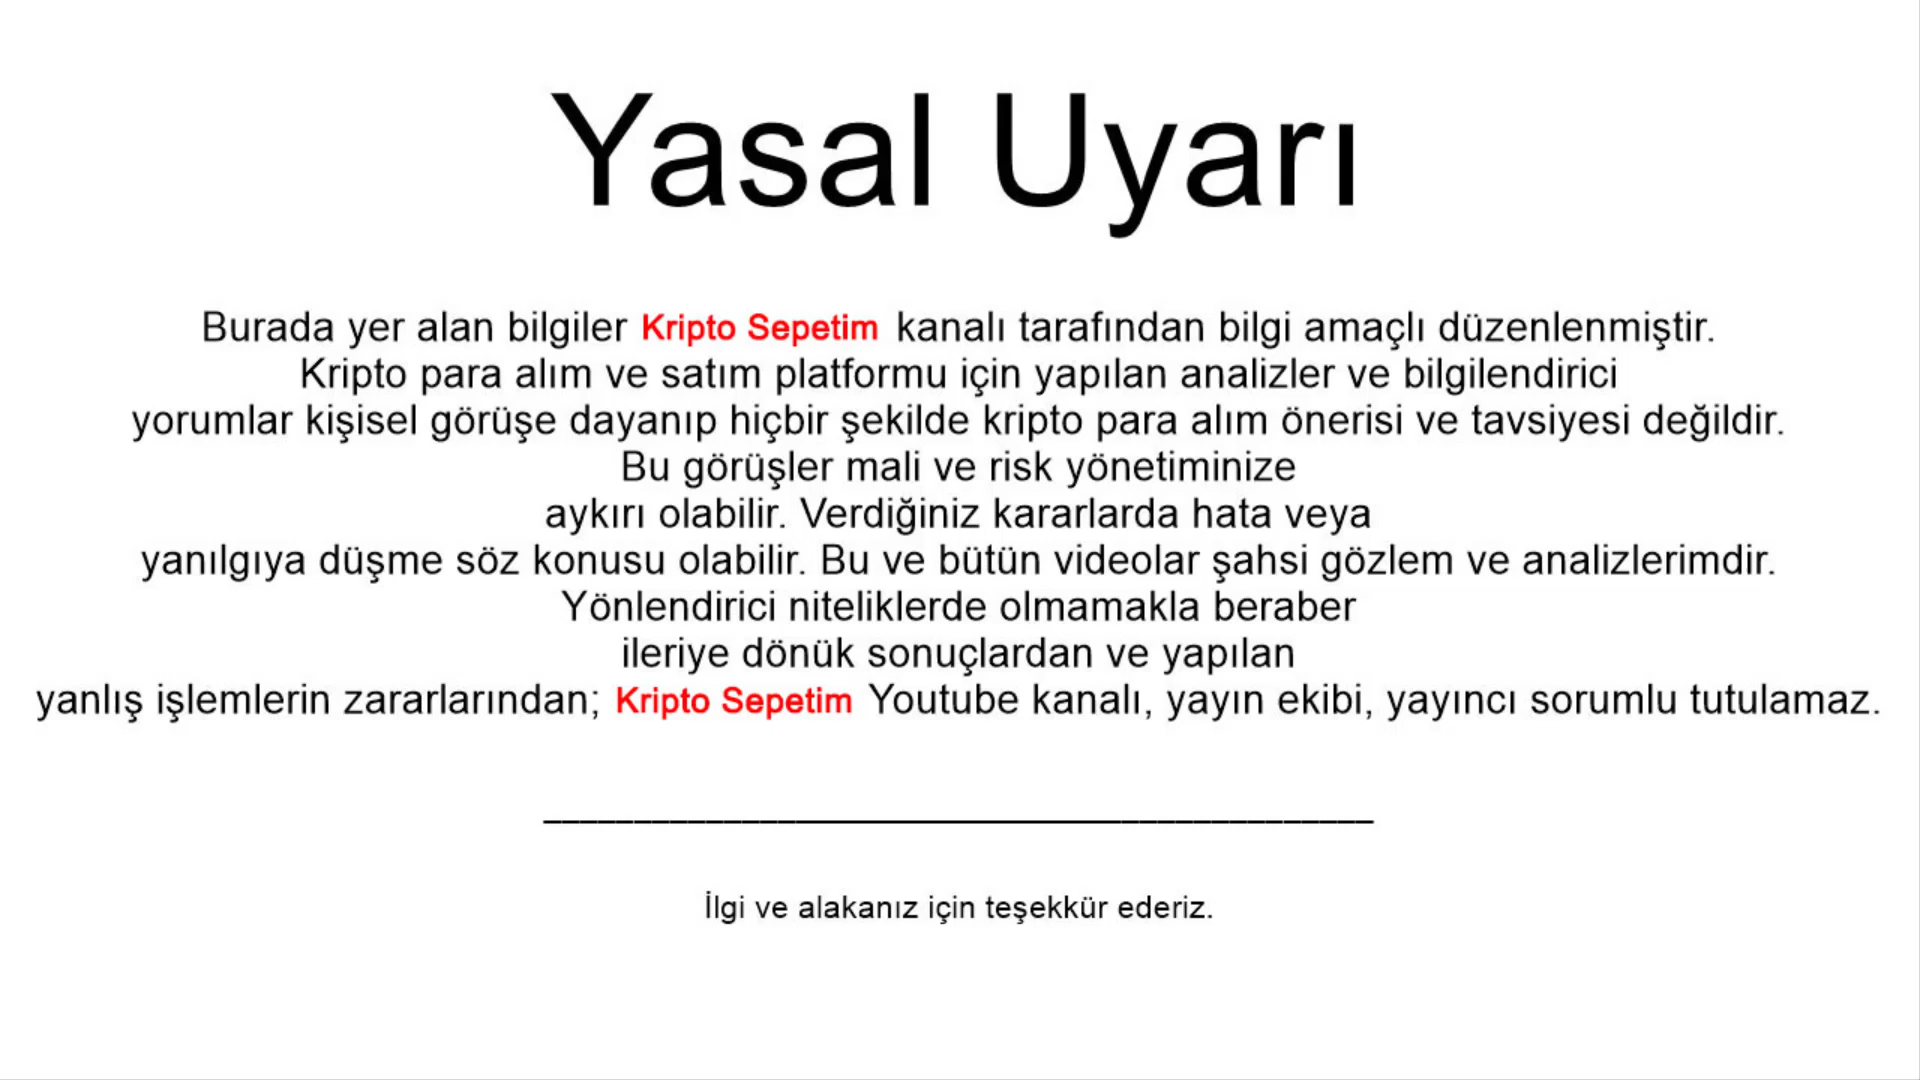 Yasal Uyarı
Burada yer alan bilgiler Kripto Sepetim kanalı tarafından bilgi amaçlı düzenlenmiştir.
Kripto para alım ve satım platformu için yapılan analizler ve bilgilendirici
yorumlar kişisel görüşe dayanıp hiçbir şekilde kripto para alım önerisi ve tavsiyesi değildir.
Bu görüşler mali ve risk yönetiminize
aykırı olabilir. Verdiğiniz kararlarda hata veya
yanılgıya düşme söz konusu olabilir. Bu ve bütün videolar şahsi gözlem ve analizlerimdir.
Yönlendirici niteliklerde olmamakla beraber
ileriye dönük sonuçlardan ve yapılan
yanlış işlemlerin zararlarından; Kripto Sepetim Youtube kanalı, yayın ekibi, yayıncı sorumlu tutulamaz.
İlgi ve alakanız için teşekkür ederiz.